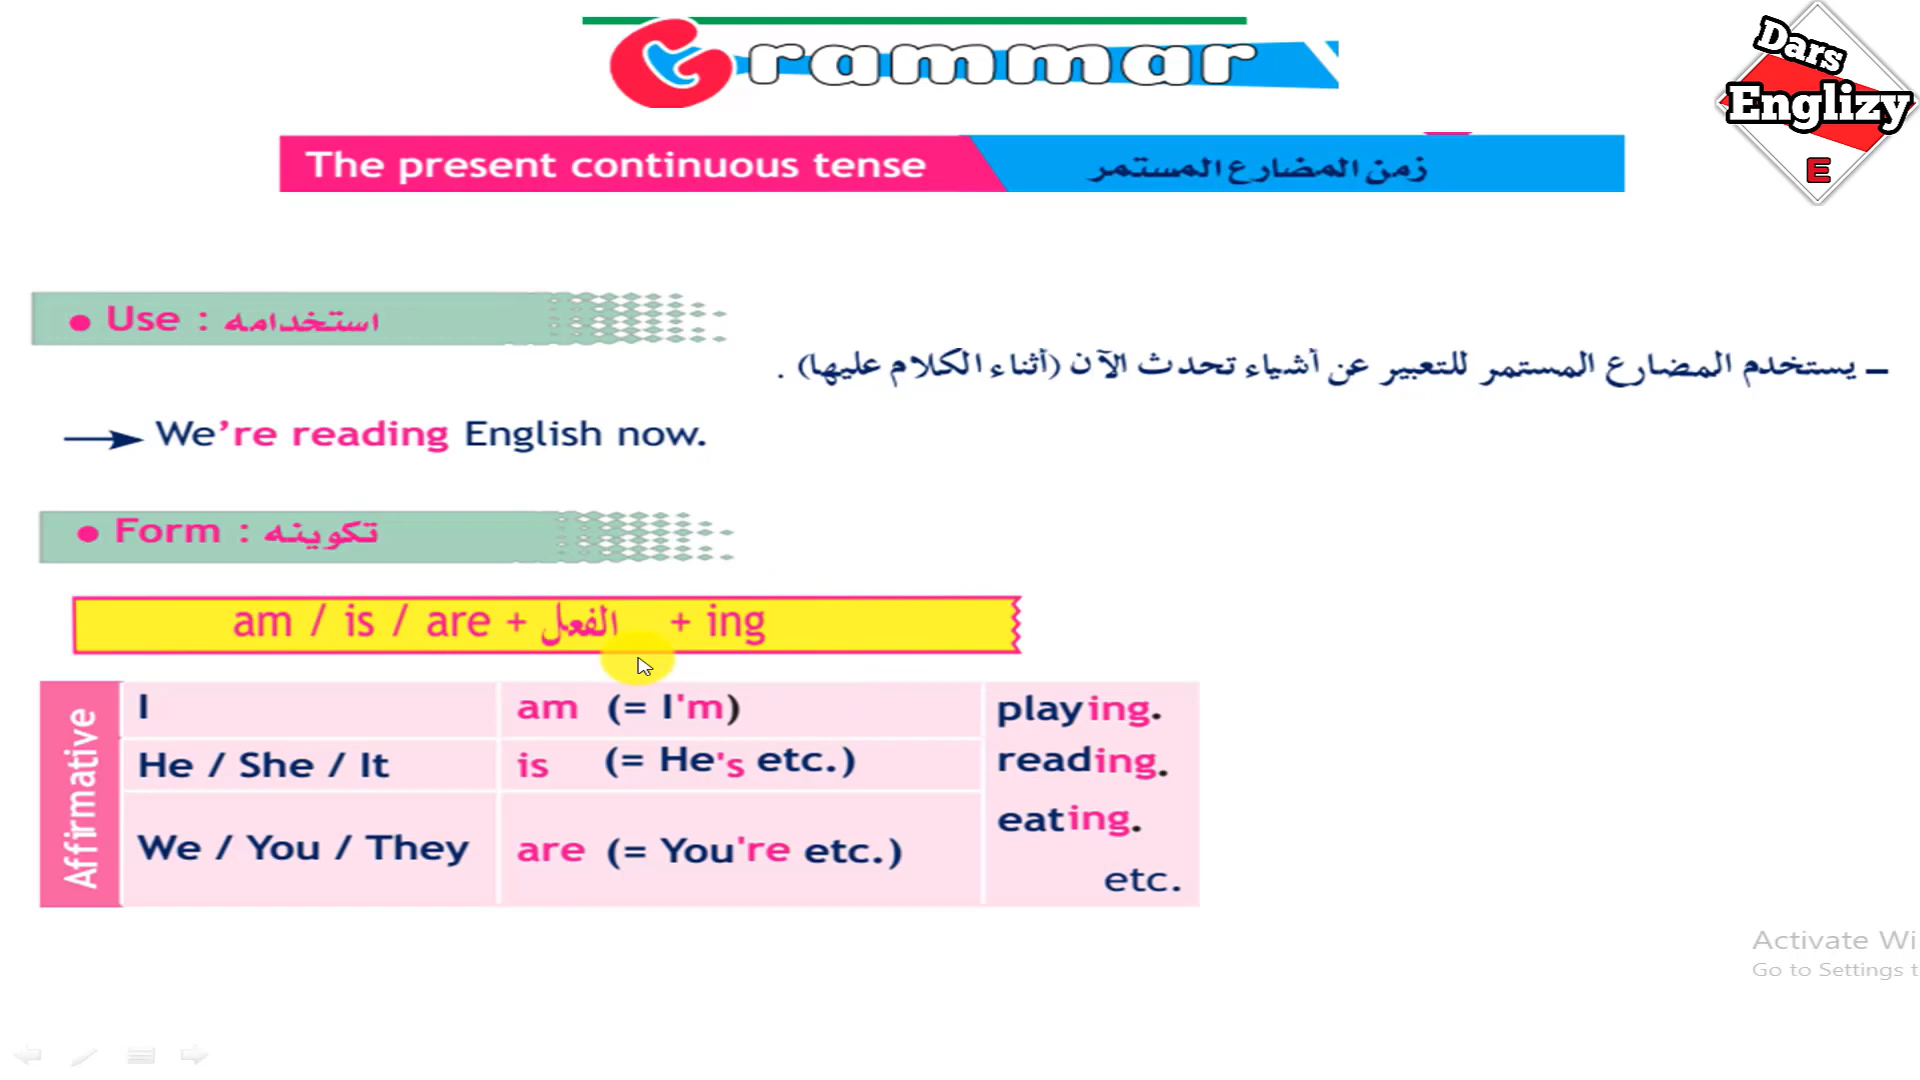 Grammar
Dars
Englizy
E
The present continuous tense زمن المضارع المستمر
• Use : استخدامه
ـ يستخدم المضارع المستمر للتعبير عن أشياء تحدث الآن (أثناء الكلام عليها) .
We're reading English now.
• Form : تكوينه
am / is / are + الفعل + ing
Affirmative
I am (= I'm) playing.
He / She / It is (= He's etc.) reading.
We / You / They are (= You're etc.) eating.
etc.
Activate Wi
Go to Settings t